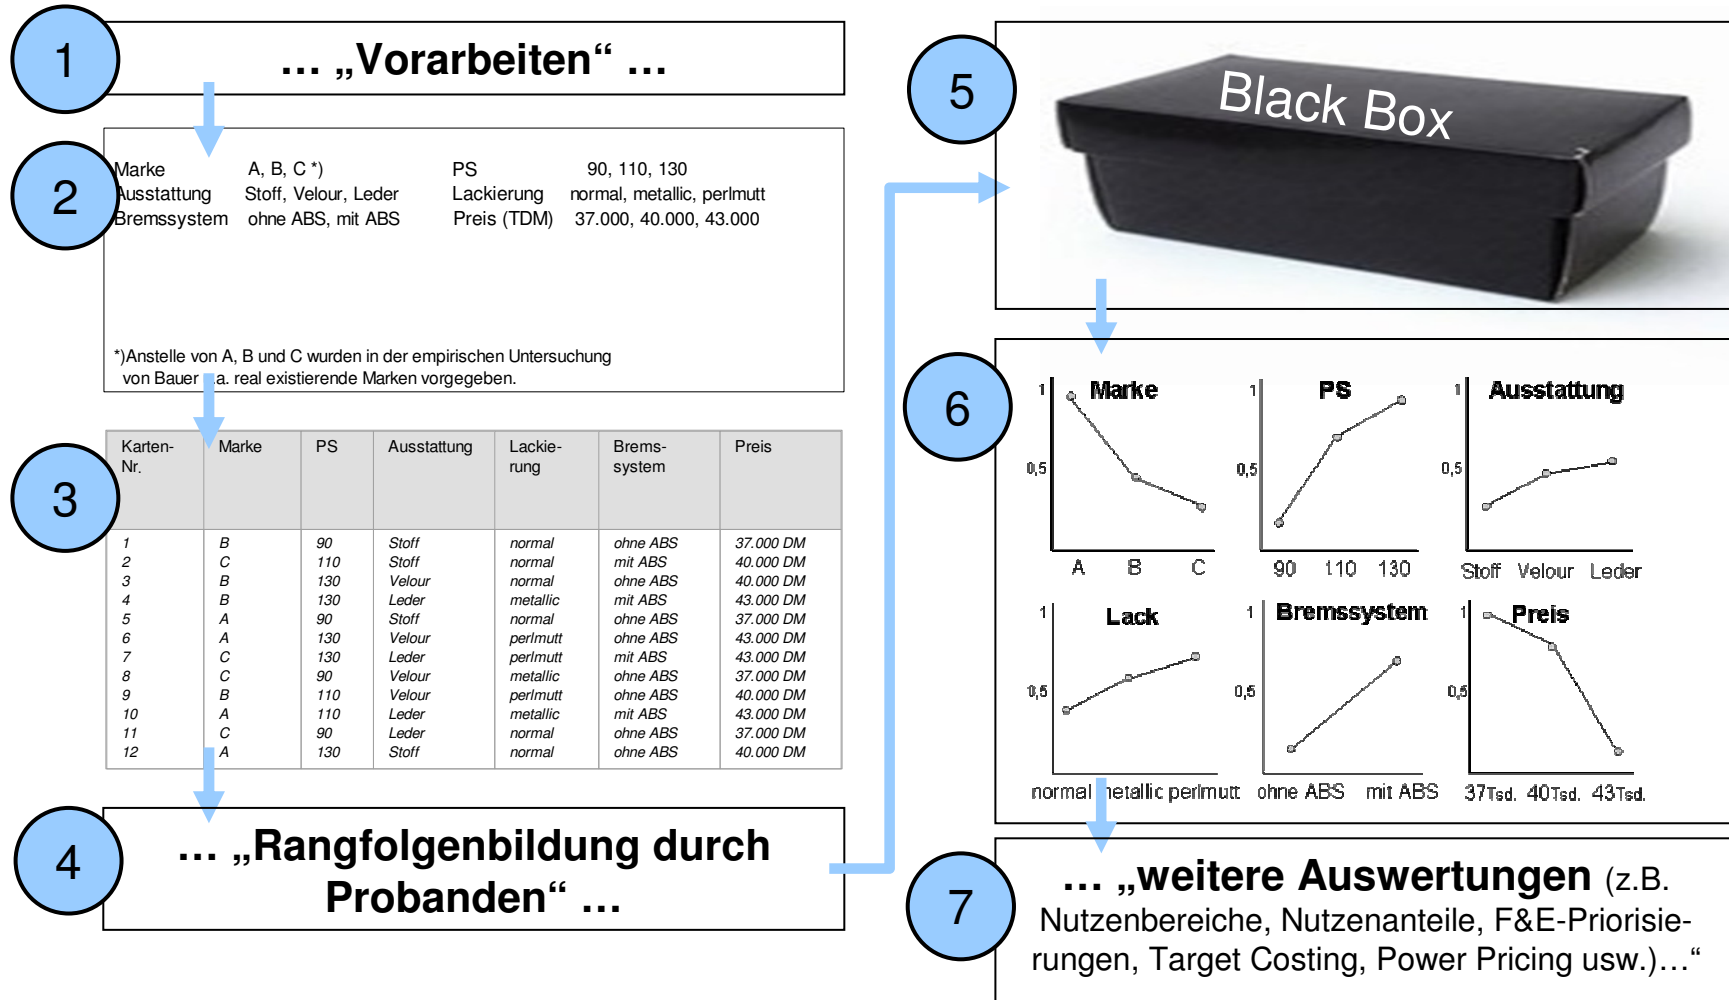 1
... „Vorarbeiten“ ...
2
Marke A, B, C *) PS 90, 110, 130
Ausstattung Stoff, Velour, Leder Lackierung normal, metallic, perlmutt
Bremssystem ohne ABS, mit ABS Preis (TDM) 37.000, 40.000, 43.000
*)Anstelle von A, B und C wurden in der empirischen Untersuchung
von Bauer .a. real existierende Marken vorgegeben.
3
Karten- Marke PS Ausstattung Lackie- Brems- Preis
Nr. rung system
1 B 90 Stoff normal ohne ABS 37.000 DM
2 C 110 Stoff normal mit ABS 40.000 DM
3 B 130 Velour normal ohne ABS 40.000 DM
4 B 130 Leder metallic mit ABS 43.000 DM
5 A 90 Stoff normal ohne ABS 37.000 DM
6 A 130 Velour perlmutt ohne ABS 43.000 DM
7 C 130 Leder perlmutt mit ABS 43.000 DM
8 C 90 Velour metallic ohne ABS 37.000 DM
9 B 110 Velour perlmutt ohne ABS 40.000 DM
10 A 110 Leder metallic mit ABS 43.000 DM
11 C 90 Leder normal ohne ABS 37.000 DM
12 A 130 Stoff normal ohne ABS 40.000 DM
4
... „Rangfolgenbildung durch
Probanden“ ...
5
Black Box
6
1 Marke
0,5
A B C
1 PS
0,5
90 110 130
1 Ausstattung
0,5
Stoff Velour Leder
1 Lack
0,5
normal metallic perlmutt
1 Bremssystem
0,5
ohne ABS mit ABS
1 Preis
0,5
37Tsd. 40Tsd. 43Tsd.
7
... „weitere Auswertungen (z.B.
Nutzenbereiche, Nutzenanteile, F&E-Priorisie-
rungen, Target Costing, Power Pricing usw.)…“